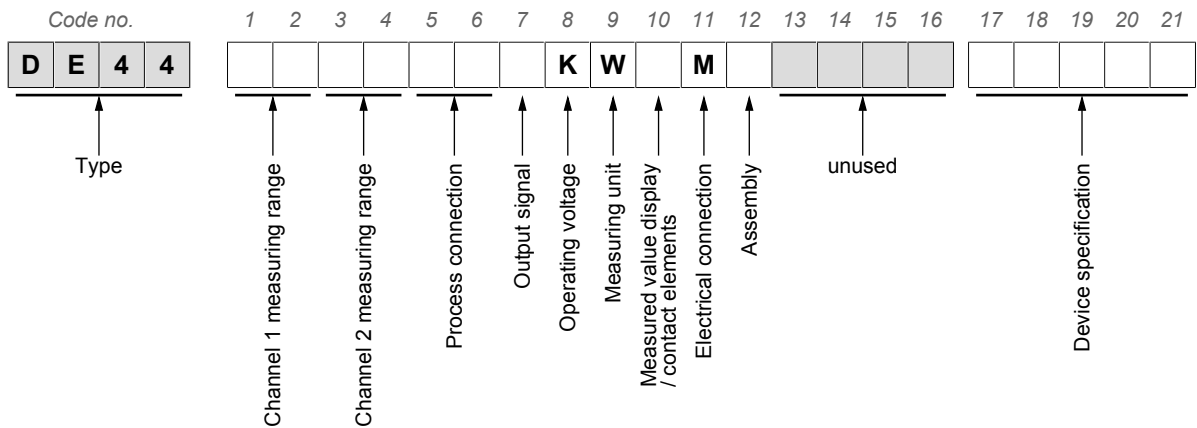 Code no. 1 2 3 4 5 6 7 8 9 10 11 12 13 14 15 16 17 18 19 20 21
D E 4 4 K W M
Type
Channel 1 measuring range
Channel 2 measuring range
Process connection
Output signal
Operating voltage
Measuring unit
Measured value display
/ contact elements
Electrical connection
Assembly
unused
Device specification